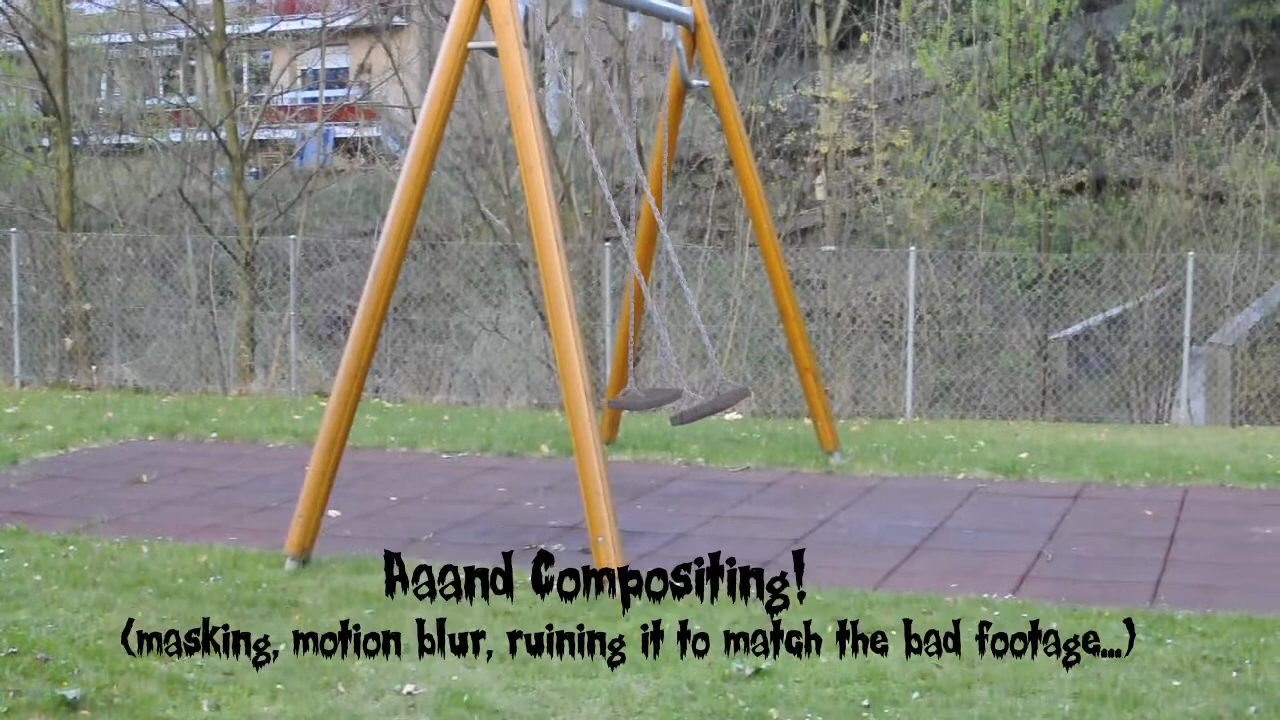 Aaand Compositing!
(masking, motion blur, ruining it to match the bad footage...)